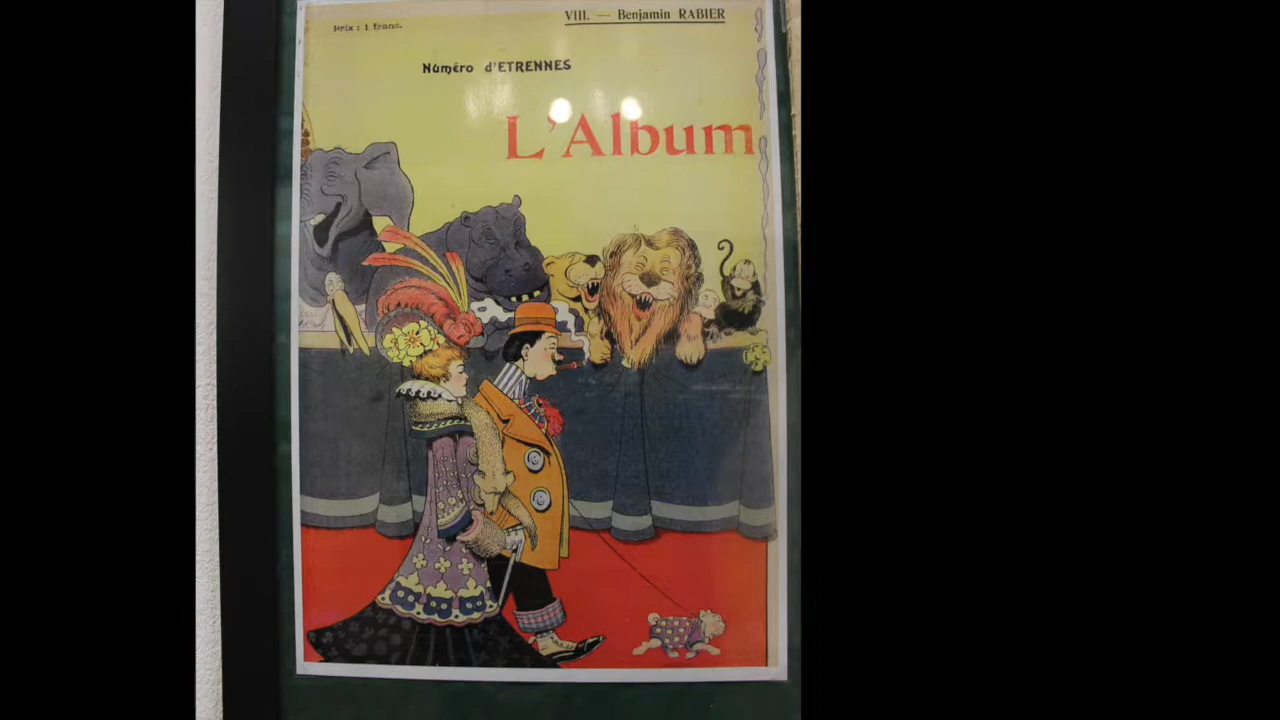 VIII. — Benjamin RABIER
Prix : 1 franc.
Numéro d'ETRENNES
L'Album